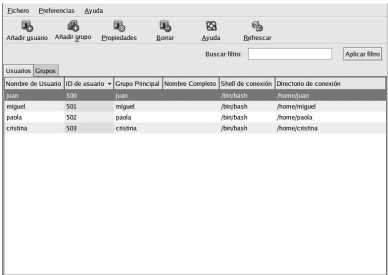 Fichero Preferencias Ayuda
Añadir usuario Añadir grupo Propiedades Borrar Ayuda Refrescar
Buscar filtro: Aplicar filtro
Usuarios Grupos
Nombre de Usuario ID de usuario Grupo Principal Nombre Completo Shell de conexión Directorio de conexión
juan 500 juan /bin/bash /home/juan
miguel 501 miguel /bin/bash /home/miguel
paola 502 paola /bin/bash /home/paola
cristina 503 cristina /bin/bash /home/cristina